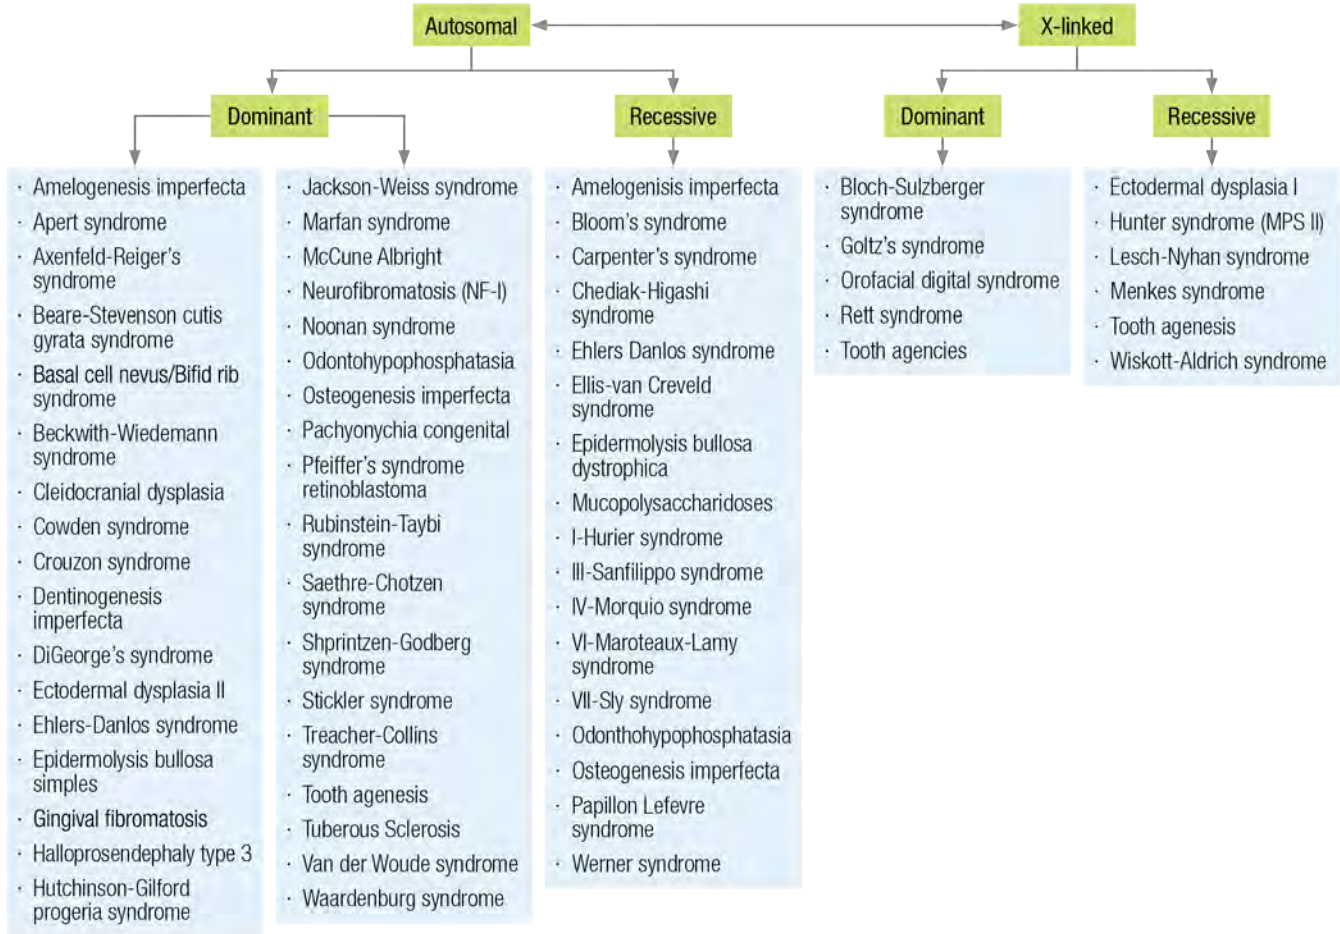 Autosomal
X-linked
Dominant
Recessive
Dominant
Recessive
· Amelogenesis imperfecta
· Apert syndrome
· Axenfeld-Reiger's
syndrome
· Beare-Stevenson cutis
gyrata syndrome
· Basal cell nevus/Bifid rib
syndrome
· Beckwith-Wiedemann
syndrome
· Cleidocranial dysplasia
· Cowden syndrome
· Crouzon syndrome
· Dentinogenesis
imperfecta
· DiGeorge's syndrome
· Ectodermal dysplasia II
· Ehlers-Danlos syndrome
· Epidermolysis bullosa
simples
· Gingival fibromatosis
· Halloprosendephaly type 3
· Hutchinson-Gilford
progeria syndrome
· Jackson-Weiss syndrome
· Marfan syndrome
· McCune Albright
· Neurofibromatosis (NF-I)
· Noonan syndrome
· Odontohypophosphatasia
· Osteogenesis imperfecta
· Pachyonychia congenital
· Pfeiffer's syndrome
retinoblastoma
· Rubinstein-Taybi
syndrome
· Saethre-Chotzen
syndrome
· Shprintzen-Godberg
syndrome
· Stickler syndrome
· Treacher-Collins
syndrome
· Tooth agenesis
· Tuberous Sclerosis
· Van der Woude syndrome
· Waardenburg syndrome
· Amelogenisis imperfecta
· Bloom's syndrome
· Carpenter's syndrome
· Chediak-Higashi
syndrome
· Ehlers Danlos syndrome
· Ellis-van Creveld
syndrome
· Epidermolysis bullosa
dystrophica
· Mucopolysaccharidoses
· I-Hurier syndrome
· III-Sanfilippo syndrome
· IV-Morquio syndrome
· VI-Maroteaux-Lamy
syndrome
· VII-Sly syndrome
· Odonthohypophosphatasia
· Osteogenesis imperfecta
· Papillon Lefevre
syndrome
· Werner syndrome
· Bloch-Sulzberger
syndrome
· Goltz's syndrome
· Orofacial digital syndrome
· Rett syndrome
· Tooth agencies
· Ectodermal dysplasia I
· Hunter syndrome (MPS II)
· Lesch-Nyhan syndrome
· Menkes syndrome
· Tooth agenesis
· Wiskott-Aldrich syndrome